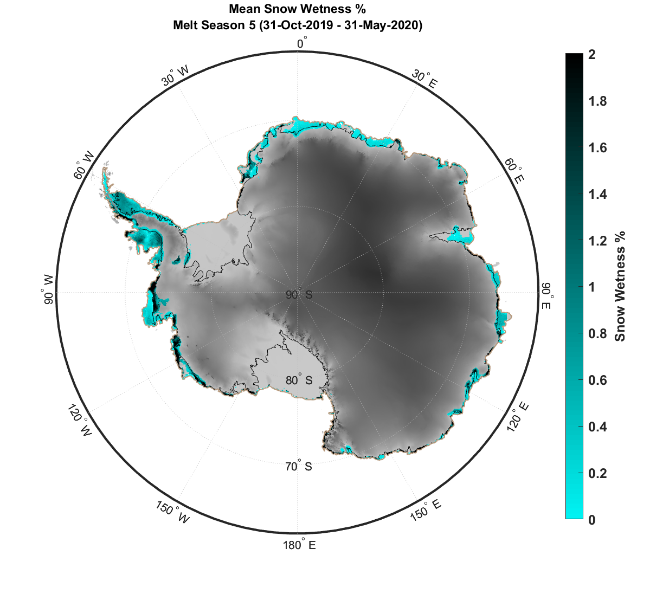 Mean Snow Wetness %
Melt Season 5 (31-Oct-2019 - 31-May-2020)
0° 
30° W
30° E
60° W
60° E
90° W
90° S
90° E
80° S
120° W
120° E
70° S
150° W
150° E
180° E
2
1.8
1.6
1.4
1.2
1
0.8
0.6
0.4
0.2
0
Snow Wetness %